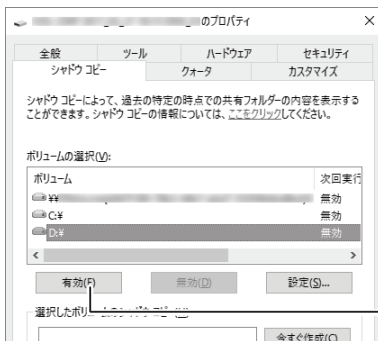 のプロパティ
全般 ツール ハードウェア セキュリティ
シャドウ コピー クォータ カスタマイズ
シャドウ コピーによって、過去の特定の時点での共有フォルダーの内容を表示する
ことができます。シャドウ コピーの情報については、ここをクリックしてください。
ボリュームの選択(V):
ボリューム 次回実行
¥¥ 無効
C:¥ 無効
D:¥ 無効
有効(E) 無効(D) 設定(S)...
選択したボリュ
今すぐ作成(C)